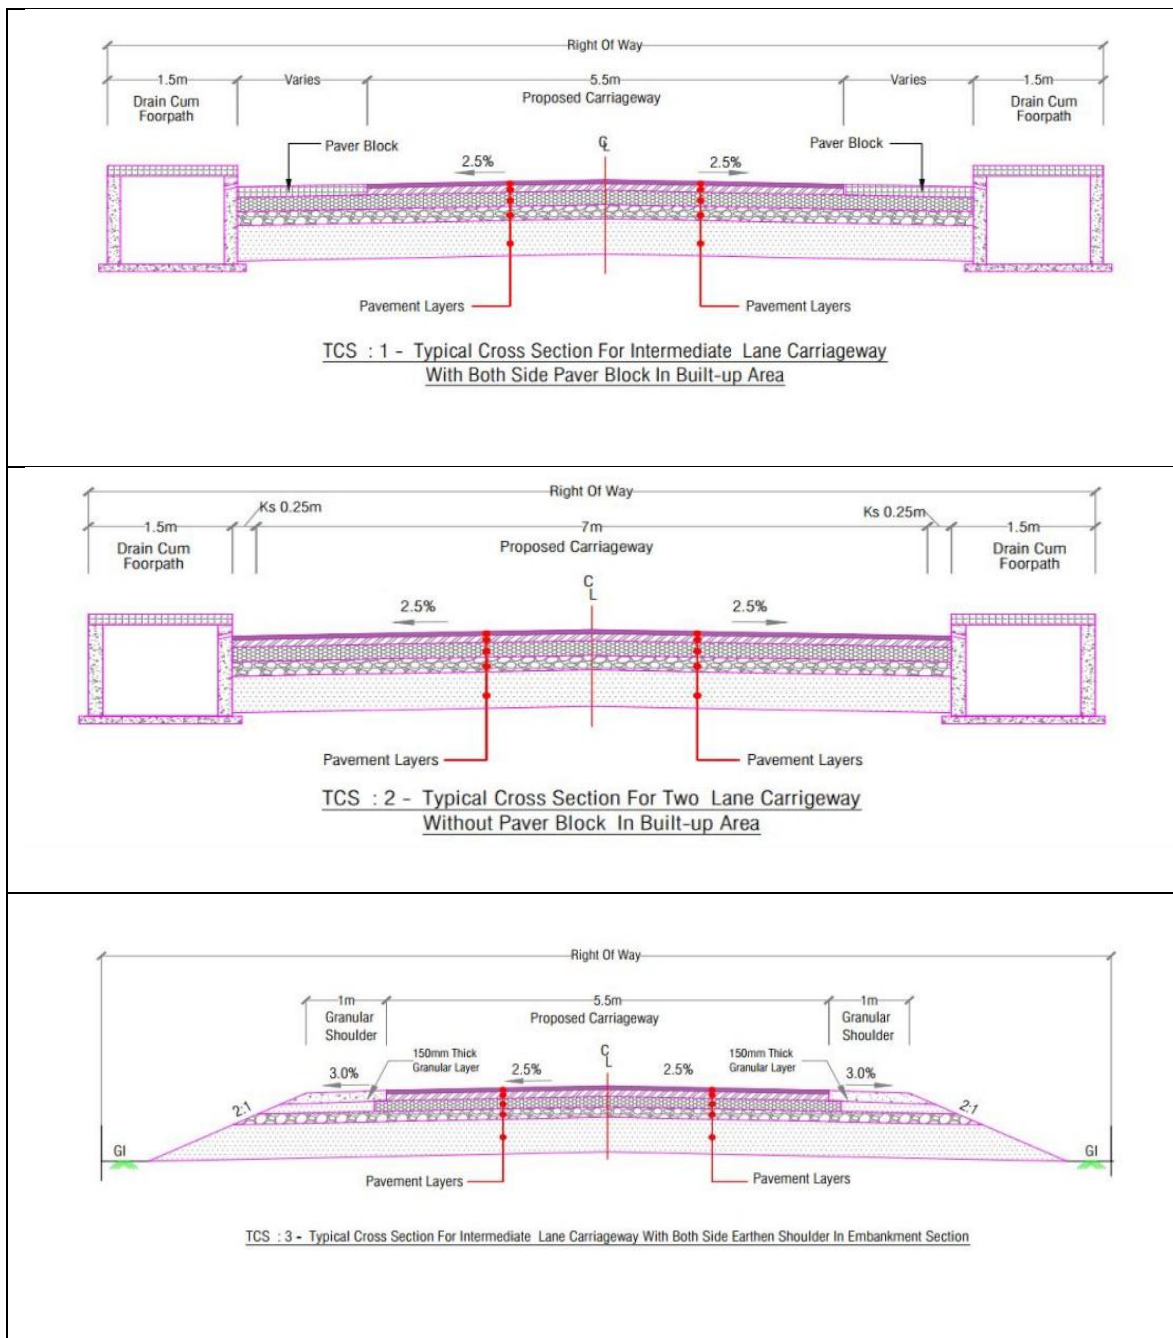 Right Of Way
1.5m
Varies
5.5m
Varies
1.5m
Drain Cum
Foorpath
Proposed Carriageway
Drain Cum
Foorpath
Paver Block
Paver Block
CL
2.5%
2.5%
Pavement Layers
Pavement Layers
TCS : 1 - Typical Cross Section For Intermediate Lane Carriageway
With Both Side Paver Block In Built-up Area
Right Of Way
Ks 0.25m
Ks 0.25m
1.5m
7m
1.5m
Drain Cum
Foorpath
Proposed Carriageway
Drain Cum
Foorpath
C
L
2.5%
2.5%
Pavement Layers
Pavement Layers
TCS : 2 - Typical Cross Section For Two Lane Carrigeway
Without Paver Block In Built-up Area
Right Of Way
1m
5.5m
1m
Granular
Shoulder
Proposed Carriageway
Granular
Shoulder
150mm Thick
Granular Layer
C
L
150mm Thick
Granular Layer
3.0%
2.5%
2.5%
3.0%
2:1
2:1
Gl
Gl
Pavement Layers
Pavement Layers
TCS : 3 - Typical Cross Section For Intermediate Lane Carriageway With Both Side Earthen Shoulder In Embankment Section